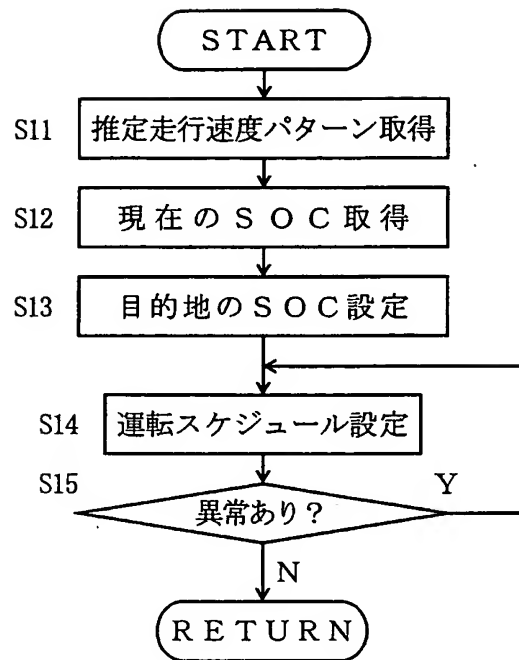 START
S11 推定走行速度パターン取得
S12 現在のSOC取得
S13 目的地のSOC設定
S14 運転スケジュール設定
S15
異常あり？ Y
N
RETURN